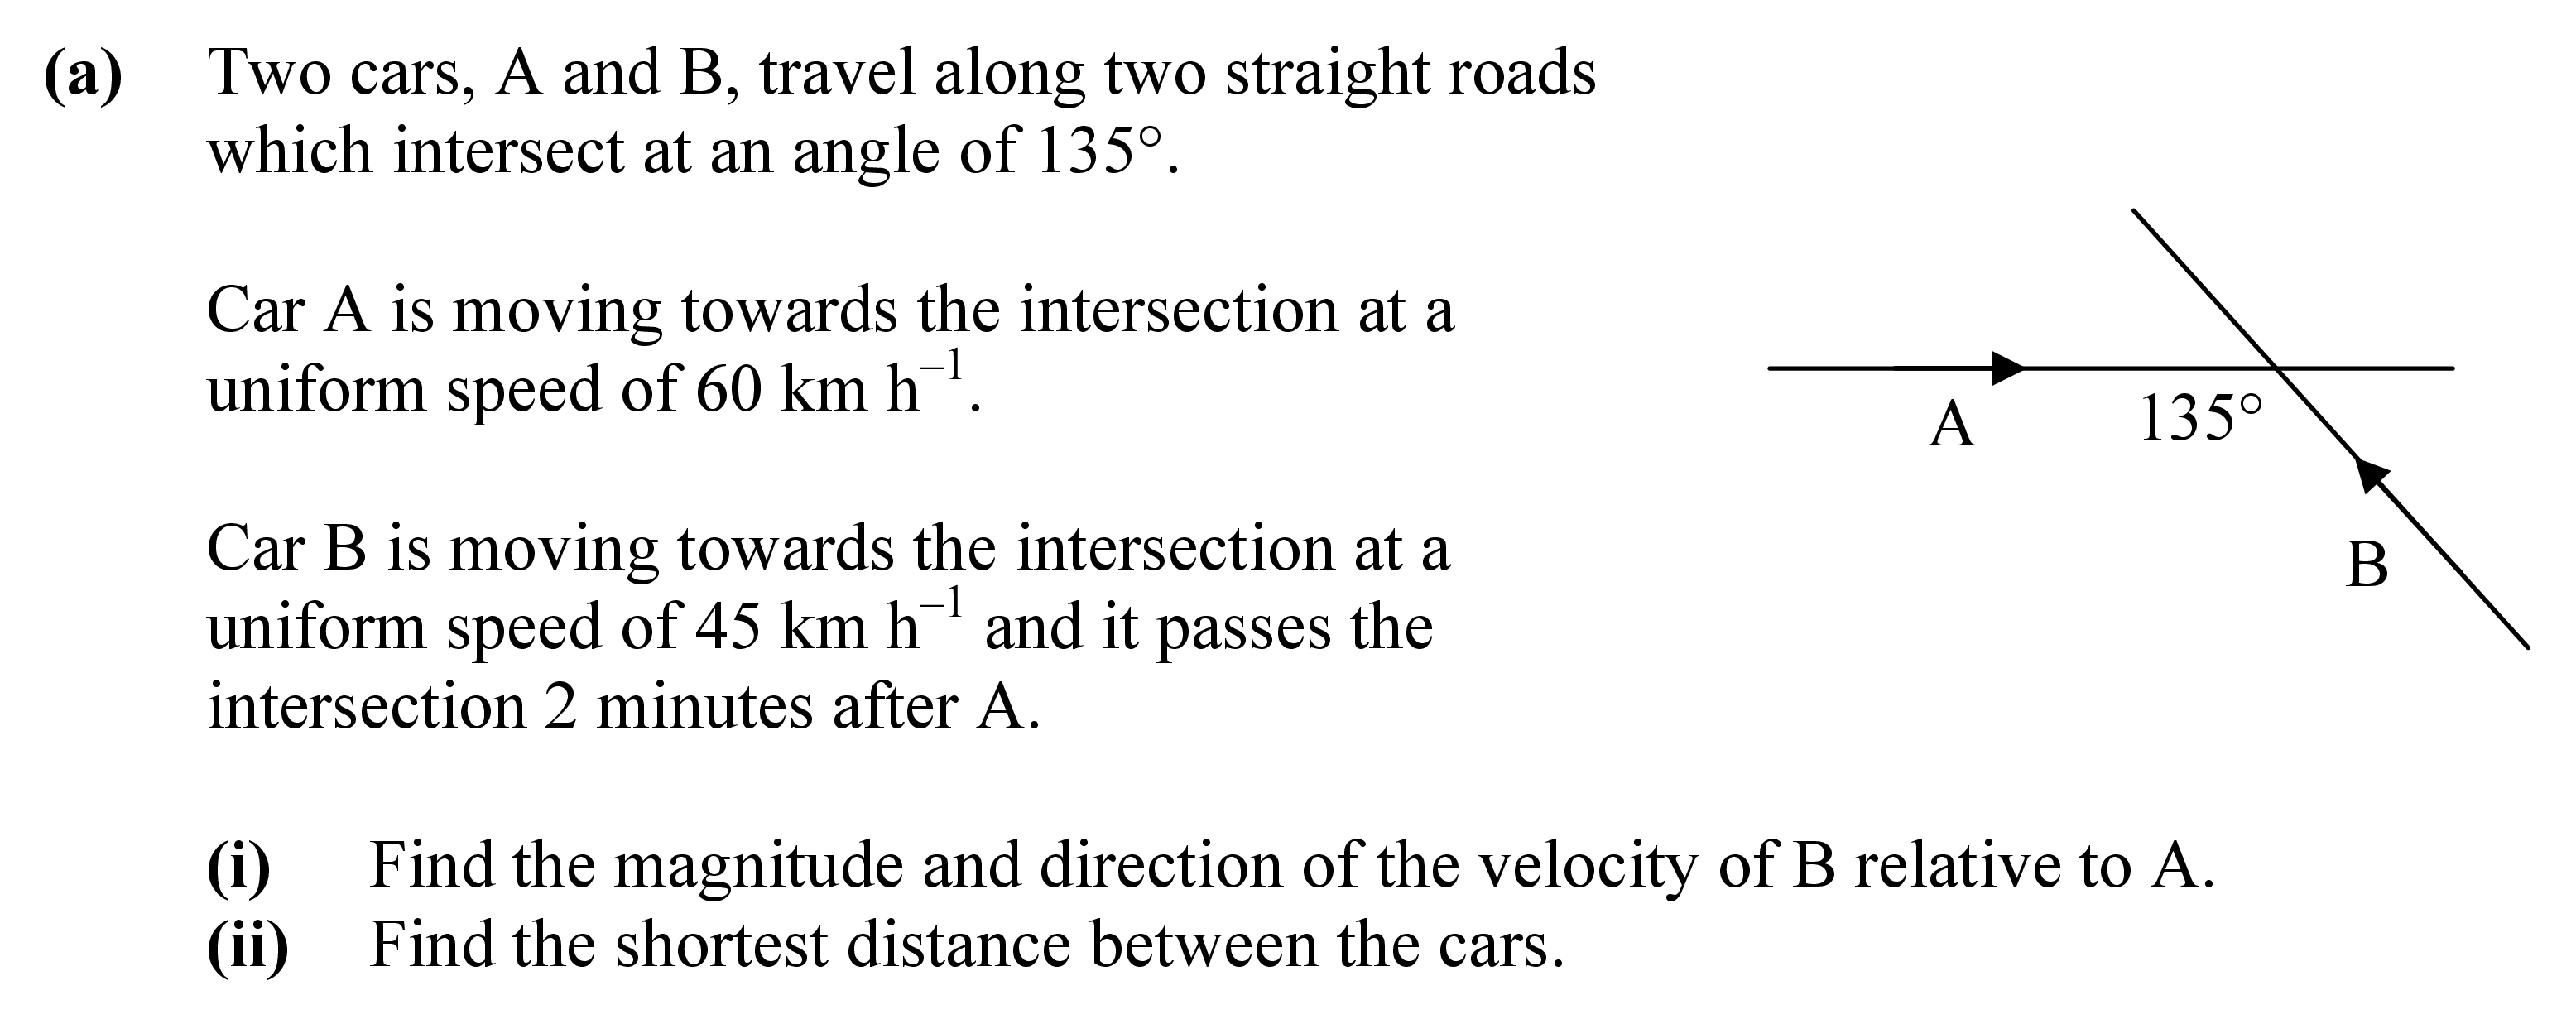 (a) Two cars, A and B, travel along two straight roads
which intersect at an angle of 135°.
Car A is moving towards the intersection at a
uniform speed of 60 km h⁻¹.
A
135°
Car B is moving towards the intersection at a
uniform speed of 45 km h⁻¹ and it passes the
intersection 2 minutes after A.
B
(i) Find the magnitude and direction of the velocity of B relative to A.
(ii) Find the shortest distance between the cars.